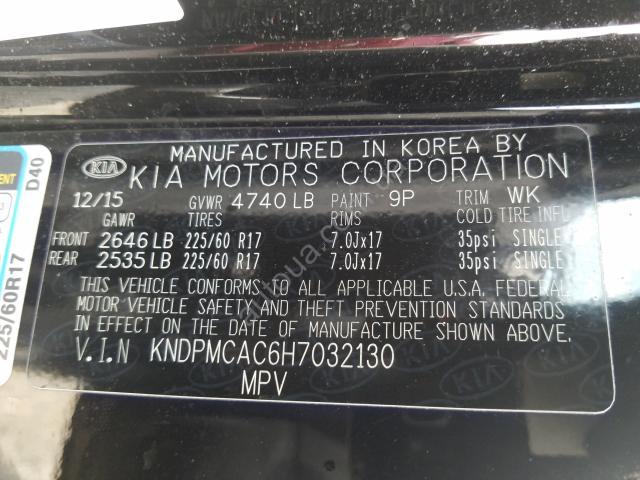 MANUFACTURED IN KOREA BY
KIA KIA MOTORS CORPORATION
12/15 GVWR 4740 LB PAINT 9P TRIM WK
GAWR TIRES RIMS COLD TIRE INFL
FRONT 2646 LB 225/60 R17 7.0Jx17 35psi SINGLE
REAR 2535 LB 225/60 R17 7.0Jx17 35psi SINGLE
THIS VEHICLE CONFORMS TO ALL APPLICABLE U.S.A. FEDERAL
MOTOR VEHICLE SAFETY AND THEFT PREVENTION STANDARDS
IN EFFECT ON THE DATE OF MANUFACTURE SHOWN ABOVE.
V.I.N KNDPMCAC6H7032130
MPV
D40
225/60R17